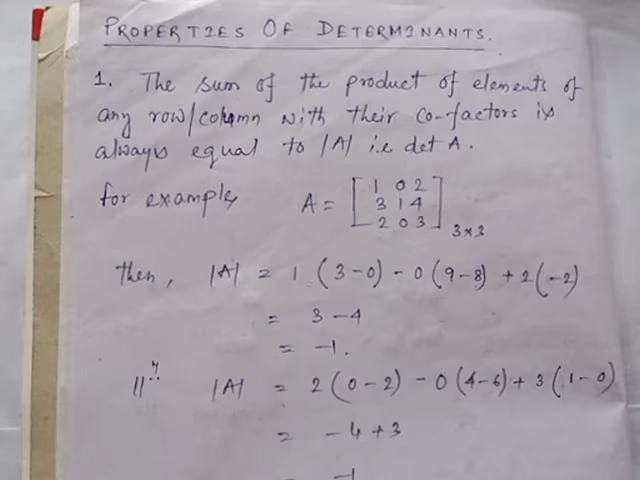 PROPERTIES OF DETERMINANTS.
1. The sum of the product of elements of
any row/column with their co-factors is
always equal to |A| i.e det A.
for example, A = [ 1 0 2
3 1 4
2 0 3 ] 3×3
then, |A| = 1 (3-0) - 0 (9-8) + 2(-2)
= 3-4
= -1.
11ly |A| = 2 (0-2) - 0 (4-6) + 3 (1-0)
= -4+3
= -1